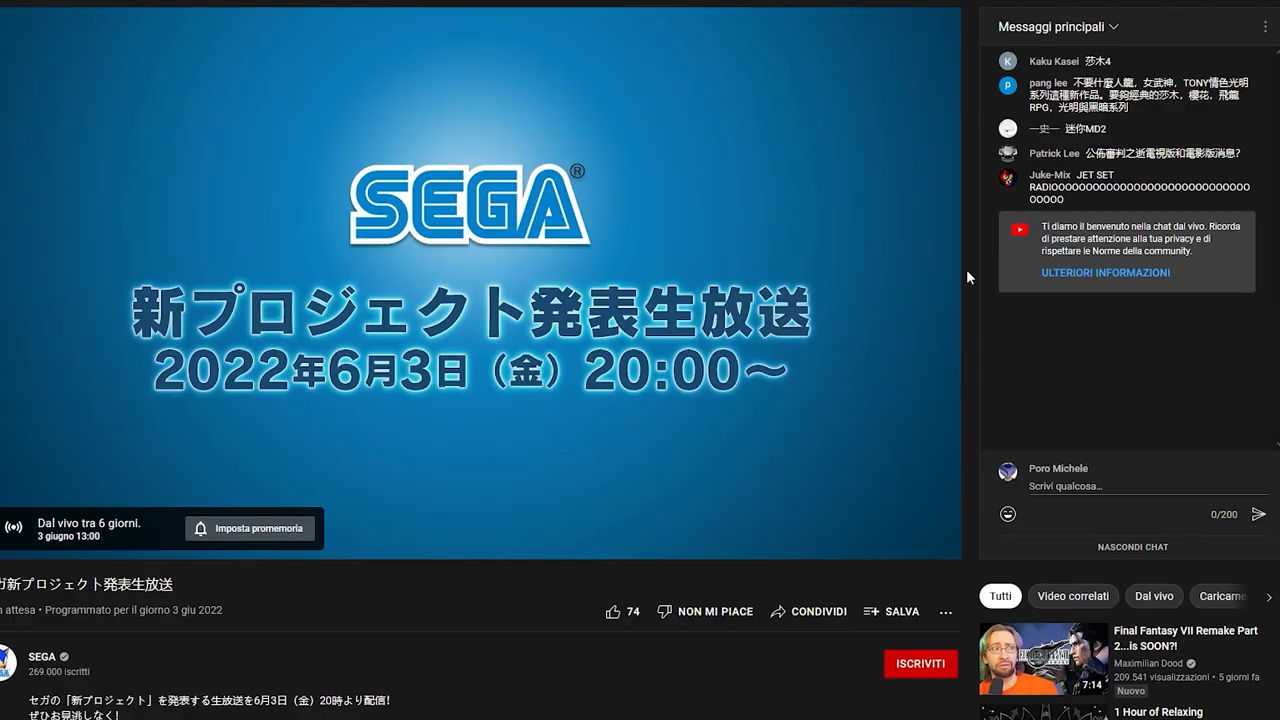 SEGA®
新プロジェクト発表生放送
2022年6月3日（金）20:00～
Dal vivo tra 6 giorni.
3 giugno 13:00
Imposta promemoria
新プロジェクト発表生放送
attesa • Programmato per il giorno 3 giu 2022
74
NON MI PIACE
CONDIVIDI
SALVA
SEGA
269.000 iscritti
ISCRIVITI
セガの「新プロジェクト」を発表する生放送を6月3日（金）20時より配信！
ぜひお見逃しなく！
Messaggi principali
K
Kaku Kasei 莎木4
p
pang lee 不要什麼人龍，女武神，TONY情色光明
系列這種新作品。要夠經典的莎木，櫻花，飛龍
RPG，光明與黑暗系列
一史一 迷你MD2
Patrick Lee 公佈審判之逝電視版和電影版消息?
Juke-Mix JET SET
RADIOOOOOOOOOOOOOOOOOOOOOOOOOOOOO
OOOOO
Ti diamo il benvenuto nella chat dal vivo. Ricorda
di prestare attenzione alla tua privacy e di
rispettare le Norme della community.
ULTERIORI INFORMAZIONI
Poro Michele
Scrivi qualcosa...
0/200
NASCONDI CHAT
Tutti
Video correlati
Dal vivo
Caricame
7:14
Final Fantasy VII Remake Part
2...is SOON?!
Maximilian Dood
209.541 visualizzazioni • 5 giorni fa
Nuovo
1 Hour of Relaxing